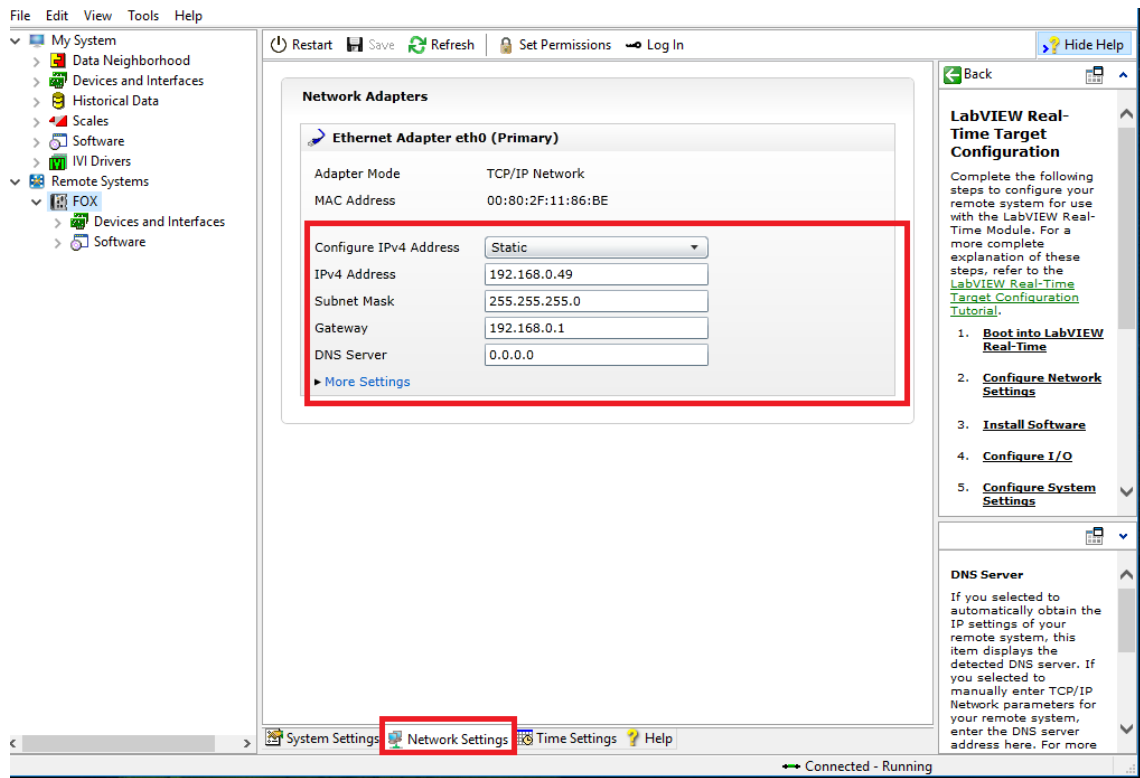 File Edit View Tools Help
My System
Data Neighborhood
Devices and Interfaces
Historical Data
Scales
Software
IVI Drivers
Remote Systems
FOX
Devices and Interfaces
Software
Restart Save Refresh Set Permissions Log In Hide Help
Network Adapters
Ethernet Adapter eth0 (Primary)
Adapter Mode TCP/IP Network
MAC Address 00:80:2F:11:86:BE
Configure IPv4 Address Static
IPv4 Address 192.168.0.49
Subnet Mask 255.255.255.0
Gateway 192.168.0.1
DNS Server 0.0.0.0
More Settings
System Settings Network Settings Time Settings Help
Back
LabVIEW Real-
Time Target
Configuration
Complete the following
steps to configure your
remote system for use
with the LabVIEW Real-
Time Module. For a
more complete
explanation of these
steps, refer to the
LabVIEW Real-Time
Target Configuration
Tutorial.
1. Boot into LabVIEW
Real-Time
2. Configure Network
Settings
3. Install Software
4. Configure I/O
5. Configure System
Settings
DNS Server
If you selected to
automatically obtain the
IP settings of your
remote system, this
item displays the
detected DNS server. If
you selected to
manually enter TCP/IP
Network parameters for
your remote system,
enter the DNS server
address here. For more
Connected - Running